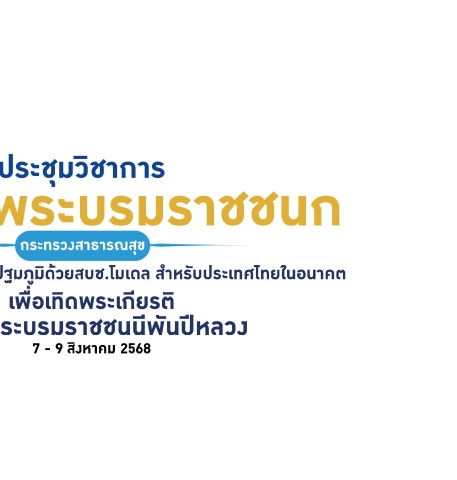 ประชุมวิชาการ
พระบรมราชชนก
กระทรวงสาธารณสุข
ปฐมภูมิด้วยสบช.โมเดล สำหรับประเทศไทยในอนาคต
เพื่อเทิดพระเกียรติ
ระบรมราชชนนีพันปีหลวง
7 - 9 สิงหาคม 2568